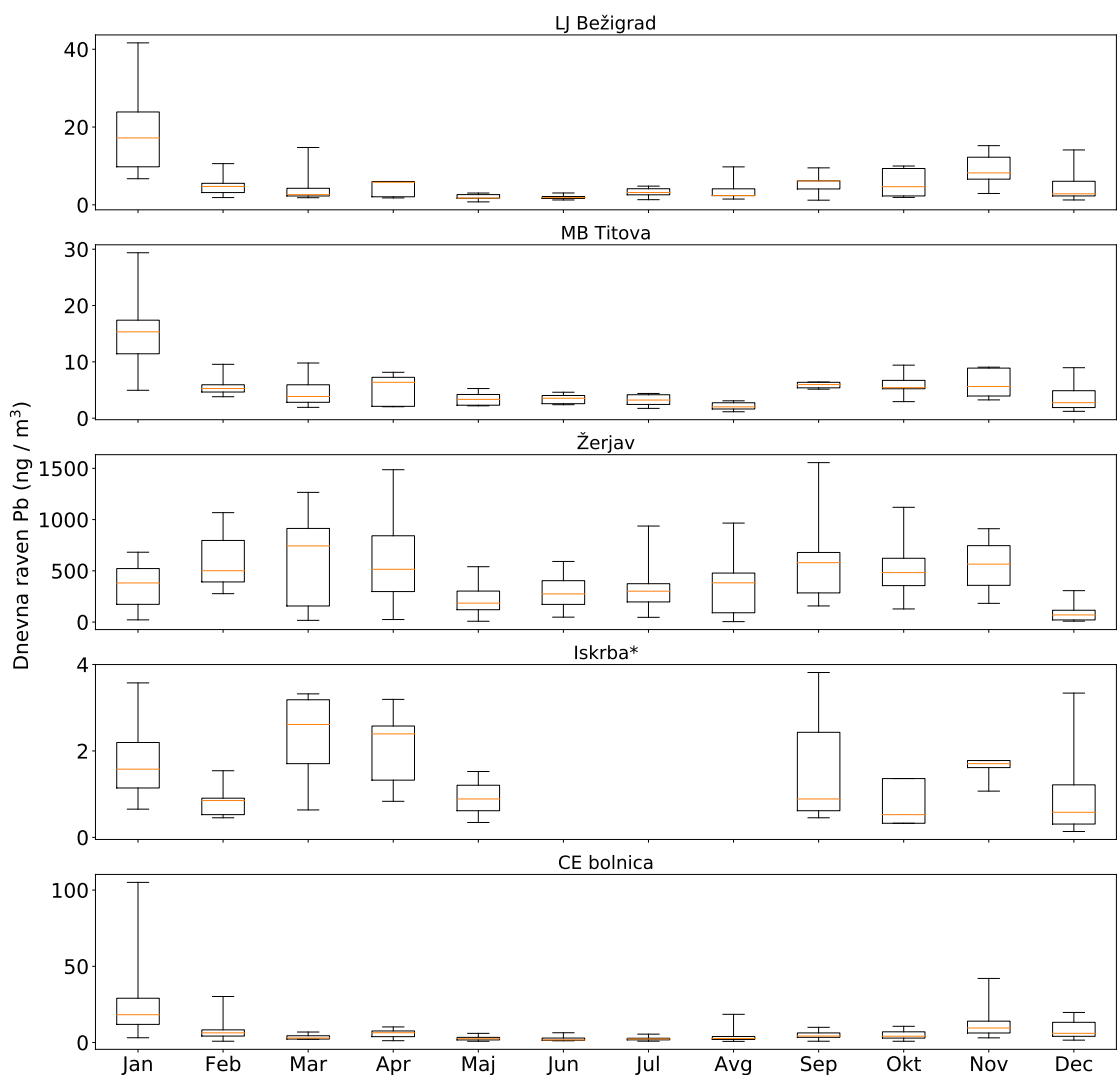 LJ Bežigrad
40
20
0
MB Titova
30
20
10
0
Žerjav
1500
1000
500
0
Dnevna raven Pb (ng / m³)
Iskrba*
4
2
0
CE bolnica
100
50
0
Jan Feb Mar Apr Maj Jun Jul Avg Sep Okt Nov Dec